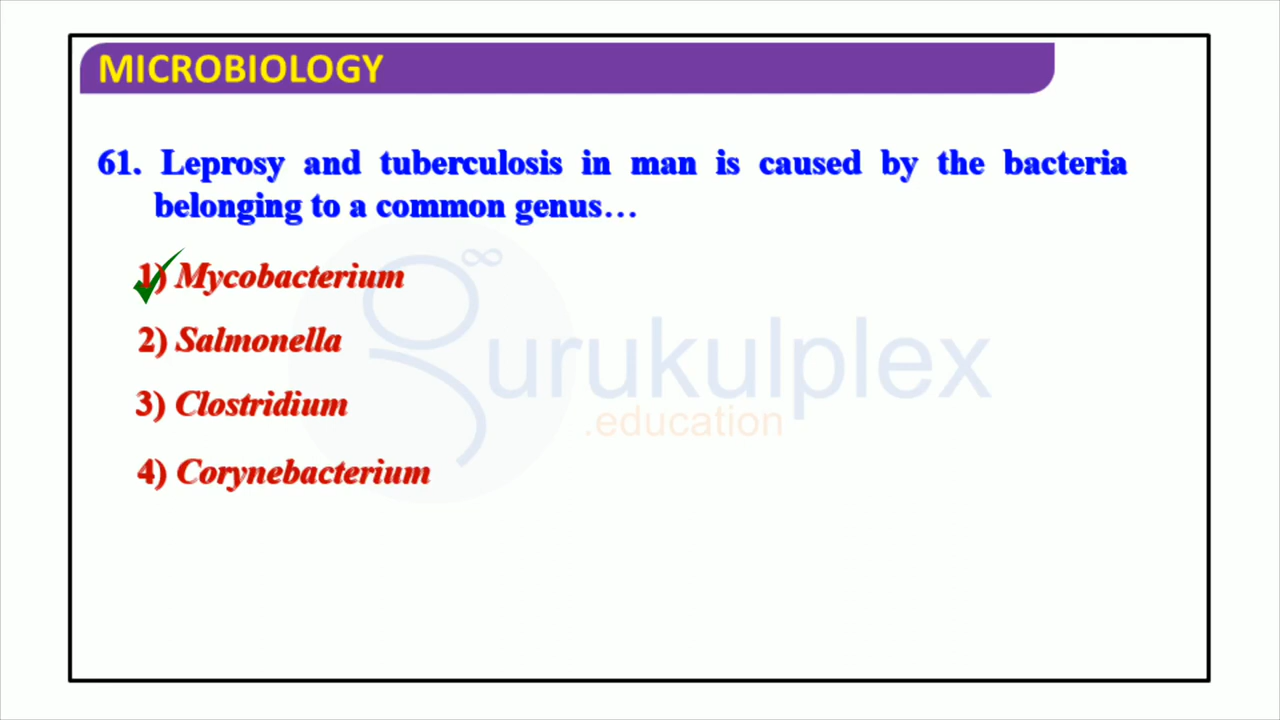 MICROBIOLOGY
61. Leprosy and tuberculosis in man is caused by the bacteria
belonging to a common genus...
1) Mycobacterium
2) Salmonella
3) Clostridium
4) Corynebacterium
gurukulplex
.education